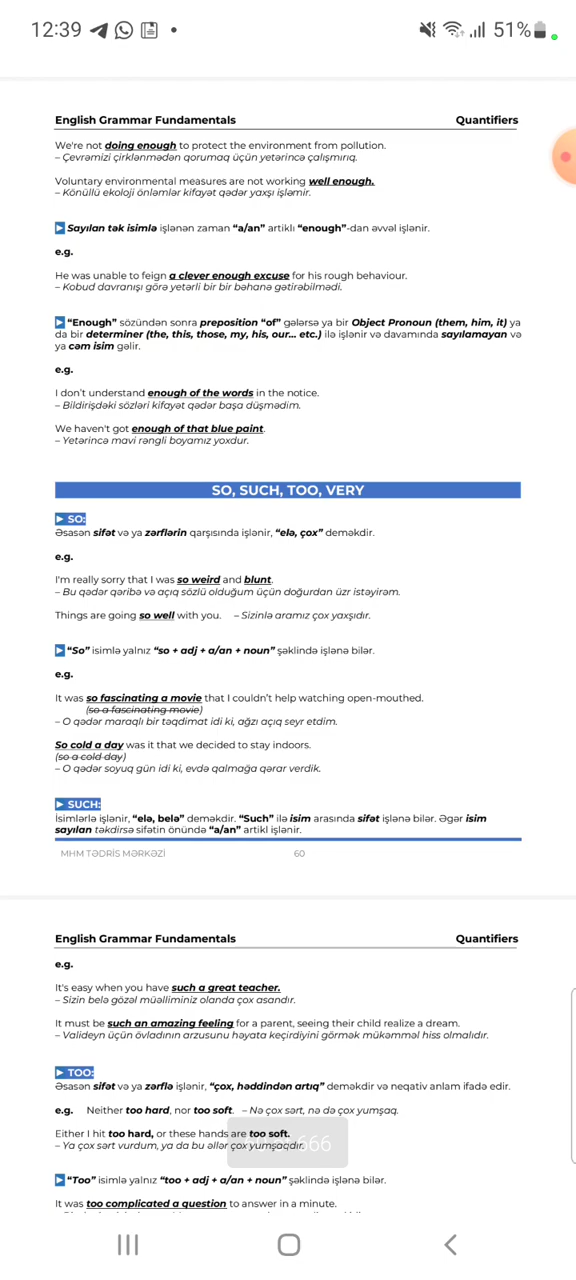 12:39
51%
English Grammar Fundamentals Quantifiers
We're not doing enough to protect the environment from pollution.
– Çevrəmizi çirklənmədən qorumaq üçün yetərincə çalışmırıq.
Voluntary environmental measures are not working well enough.
– Könüllü ekoloji önləmlər kifayət qədər yaxşı işləmir.
► Sayılan tək isimlə işlənən zaman “a/an” artiklı “enough”-dan əvvəl işlənir.
e.g.
He was unable to feign a clever enough excuse for his rough behaviour.
– Kobud davranışı görə yetərli bir bir bəhanə gətirəbilmədi.
► “Enough” sözündən sonra preposition “of” gələrsə ya bir Object Pronoun (them, him, it) ya
da bir determiner (the, this, those, my, his, our... etc.) ilə işlənir və davamında sayılamayan və
ya cəm isim gəlir.
e.g.
I don’t understand enough of the words in the notice.
– Bildirişdəki sözləri kifayət qədər başa düşmədim.
We haven't got enough of that blue paint.
– Yetərincə mavi rəngli boyamız yoxdur.
SO, SUCH, TOO, VERY
► SO:
Əsasən sifət və ya zərflərin qarşısında işlənir, “elə, çox” deməkdir.
e.g.
I'm really sorry that I was so weird and blunt.
– Bu qədər qəribə və açıq sözlü olduğum üçün doğurdan üzr istəyirəm.
Things are going so well with you. – Sizinlə aramız çox yaxşıdır.
► “So” isimlə yalnız “so + adj + a/an + noun” şəklində işlənə bilər.
e.g.
It was so fascinating a movie that I couldn’t help watching open-mouthed.
(so a fascinating movie)
– O qədər maraqlı bir təqdimat idi ki, ağzı açıq seyr etdim.
So cold a day was it that we decided to stay indoors.
(so a cold day)
– O qədər soyuq gün idi ki, evdə qalmağa qərar verdik.
► SUCH:
İsimlərlə işlənir, “elə, belə” deməkdir. “Such” ilə isim arasında sifət işlənə bilər. Əgər isim
sayılan təkdirsə sifətin önündə “a/an” artikl işlənir.
MHM TƏDRİS MƏRKƏZİ 60
English Grammar Fundamentals Quantifiers
e.g.
It's easy when you have such a great teacher.
– Sizin belə gözəl müəlliminiz olanda çox asandır.
It must be such an amazing feeling for a parent, seeing their child realize a dream.
– Valideyn üçün övladının arzusunu həyata keçirdiyini görmək mükəmməl hiss olmalıdır.
► TOO:
Əsasən sifət və ya zərflə işlənir, “çox, həddindən artıq” deməkdir və neqativ anlam ifadə edir.
e.g. Neither too hard, nor too soft. – Nə çox sərt, nə də çox yumşaq.
Either I hit too hard, or these hands are too soft.
– Ya çox sərt vurdum, ya da bu əllər çox yumşaqdır.
► “Too” isimlə yalnız “too + adj + a/an + noun” şəklində işlənə bilər.
It was too complicated a question to answer in a minute.